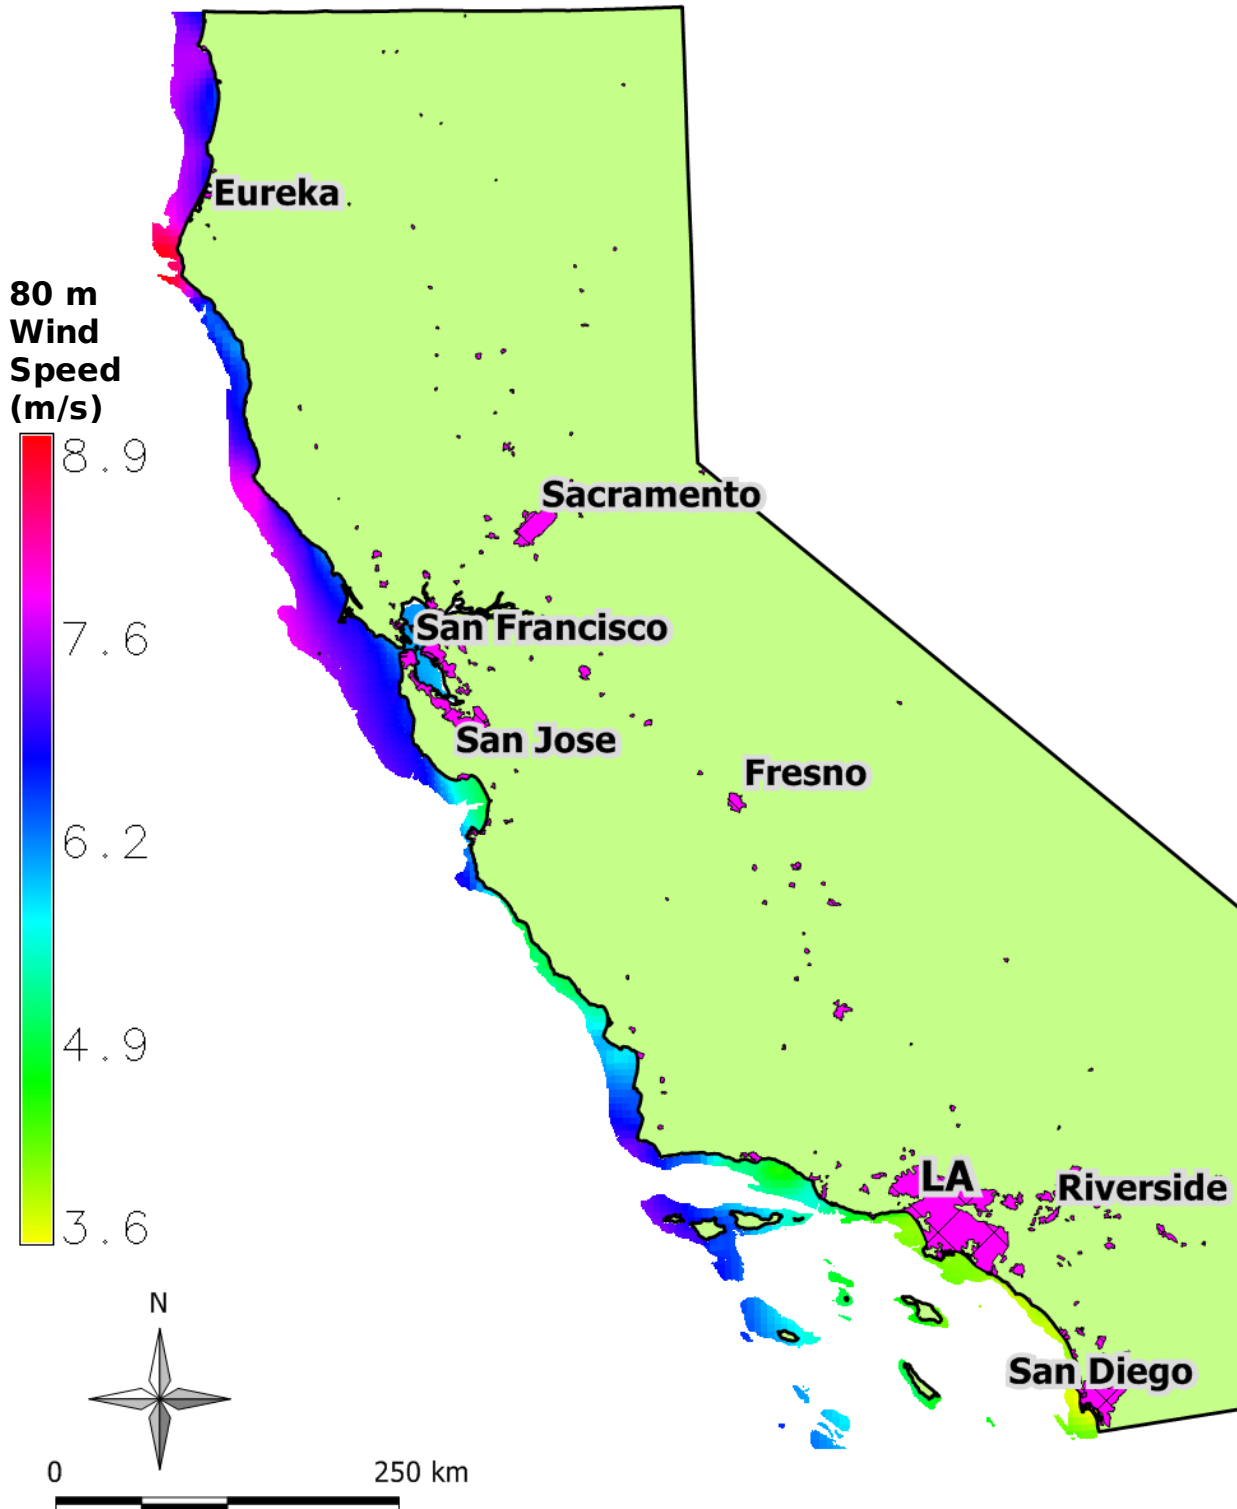 Eureka
80 m
Wind
Speed
(m/s)
8.9
Sacramento
7.6
San Francisco
San Jose
Fresno
6.2
4.9
LA
Riverside
3.6
N
San Diego
0 250 km